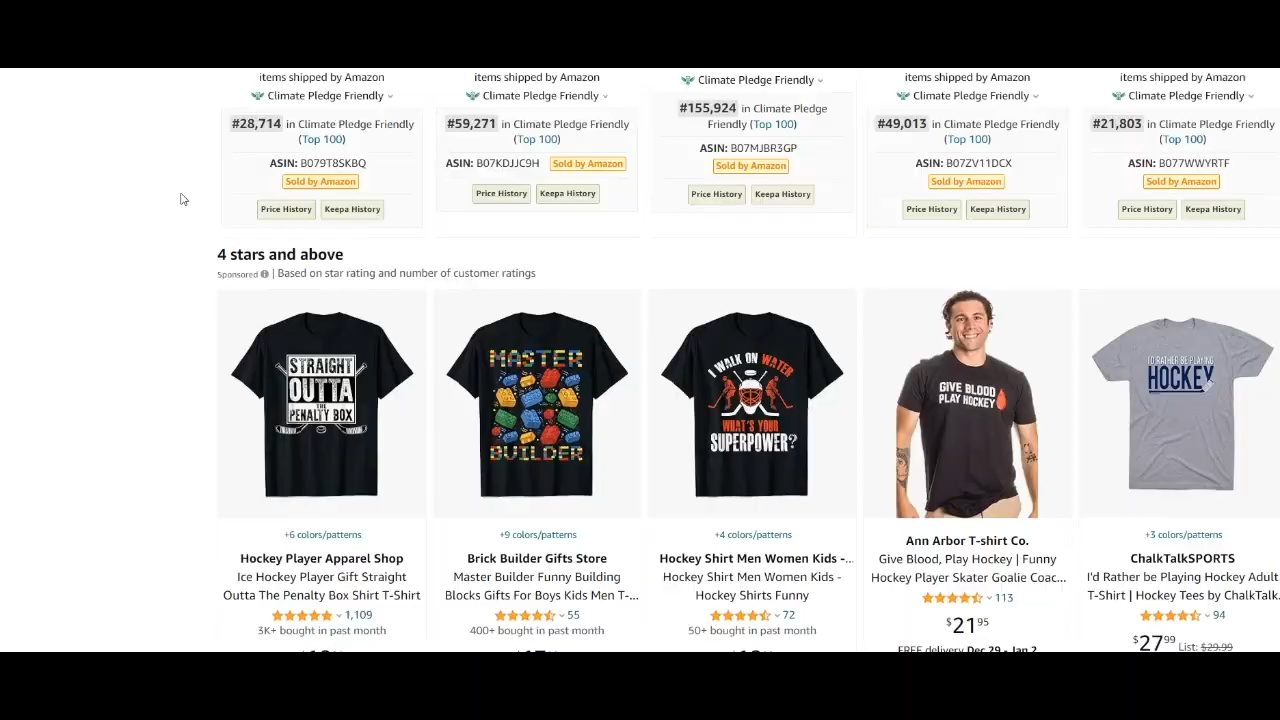 items shipped by Amazon
Climate Pledge Friendly
#28,714 in Climate Pledge Friendly
(Top 100)
ASIN: B079T8SKBQ
Sold by Amazon
Price History Keepa History
items shipped by Amazon
Climate Pledge Friendly
#59,271 in Climate Pledge Friendly
(Top 100)
ASIN: B07KDJJC9H Sold by Amazon
Price History Keepa History
Climate Pledge Friendly
#155,924 in Climate Pledge
Friendly (Top 100)
ASIN: B07MJBR3GP
Sold by Amazon
Price History Keepa History
items shipped by Amazon
Climate Pledge Friendly
#49,013 in Climate Pledge Friendly
(Top 100)
ASIN: B07ZV11DCX
Sold by Amazon
Price History Keepa History
items shipped by Amazon
Climate Pledge Friendly
#21,803 in Climate Pledge Friendly
(Top 100)
ASIN: B077WWYRTF
Sold by Amazon
Price History Keepa History
4 stars and above
Sponsored | Based on star rating and number of customer ratings
STRAIGHT
OUTTA
THE
PENALTY BOX
+6 colors/patterns
Hockey Player Apparel Shop
Ice Hockey Player Gift Straight
Outta The Penalty Box Shirt T-Shirt
1,109
3K+ bought in past month
MASTER
BUILDER
+9 colors/patterns
Brick Builder Gifts Store
Master Builder Funny Building
Blocks Gifts For Boys Kids Men T-...
55
400+ bought in past month
I WALK ON WATER
WHAT'S YOUR
SUPERPOWER?
+4 colors/patterns
Hockey Shirt Men Women Kids -...
Hockey Shirt Men Women Kids -
Hockey Shirts Funny
72
50+ bought in past month
GIVE BLOOD
PLAY HOCKEY
Ann Arbor T-shirt Co.
Give Blood, Play Hockey | Funny
Hockey Player Skater Goalie Coac...
113
$21 95
FREE delivery Dec 29 - Jan 2
I'D RATHER BE PLAYING
HOCKEY
+3 colors/patterns
ChalkTalkSPORTS
I'd Rather be Playing Hockey Adult
T-Shirt | Hockey Tees by ChalkTalk...
94
$27 99 List: $29.99